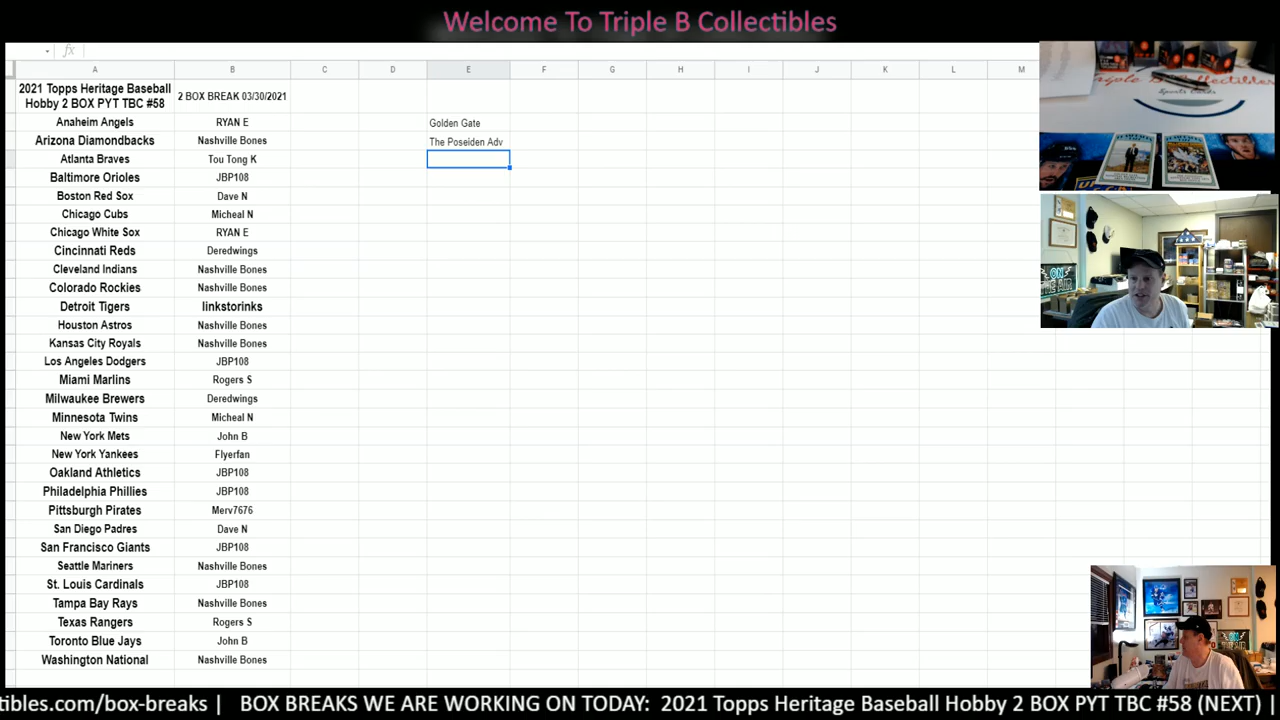 Welcome To Triple B Collectibles
fx
A B C D E F G H I J K L M
2021 Topps Heritage Baseball
Hobby 2 BOX PYT TBC #58
2 BOX BREAK 03/30/2021
Anaheim Angels RYAN E Golden Gate
Arizona Diamondbacks Nashville Bones The Poseiden Adv
Atlanta Braves Tou Tong K
Baltimore Orioles JBP108
Boston Red Sox Dave N
Chicago Cubs Micheal N
Chicago White Sox RYAN E
Cincinnati Reds Deredwings
Cleveland Indians Nashville Bones
Colorado Rockies Nashville Bones
Detroit Tigers linkstorinks
Houston Astros Nashville Bones
Kansas City Royals Nashville Bones
Los Angeles Dodgers JBP108
Miami Marlins Rogers S
Milwaukee Brewers Deredwings
Minnesota Twins Micheal N
New York Mets John B
New York Yankees Flyerfan
Oakland Athletics JBP108
Philadelphia Phillies JBP108
Pittsburgh Pirates Merv7676
San Diego Padres Dave N
San Francisco Giants JBP108
Seattle Mariners Nashville Bones
St. Louis Cardinals JBP108
Tampa Bay Rays Nashville Bones
Texas Rangers Rogers S
Toronto Blue Jays John B
Washington National Nashville Bones
Triple B Collectibles
Sports Cards
ON
THE AIR
tibles.com/box-breaks | BOX BREAKS WE ARE WORKING ON TODAY: 2021 Topps Heritage Baseball Hobby 2 BOX PYT TBC #58 (NEXT) |